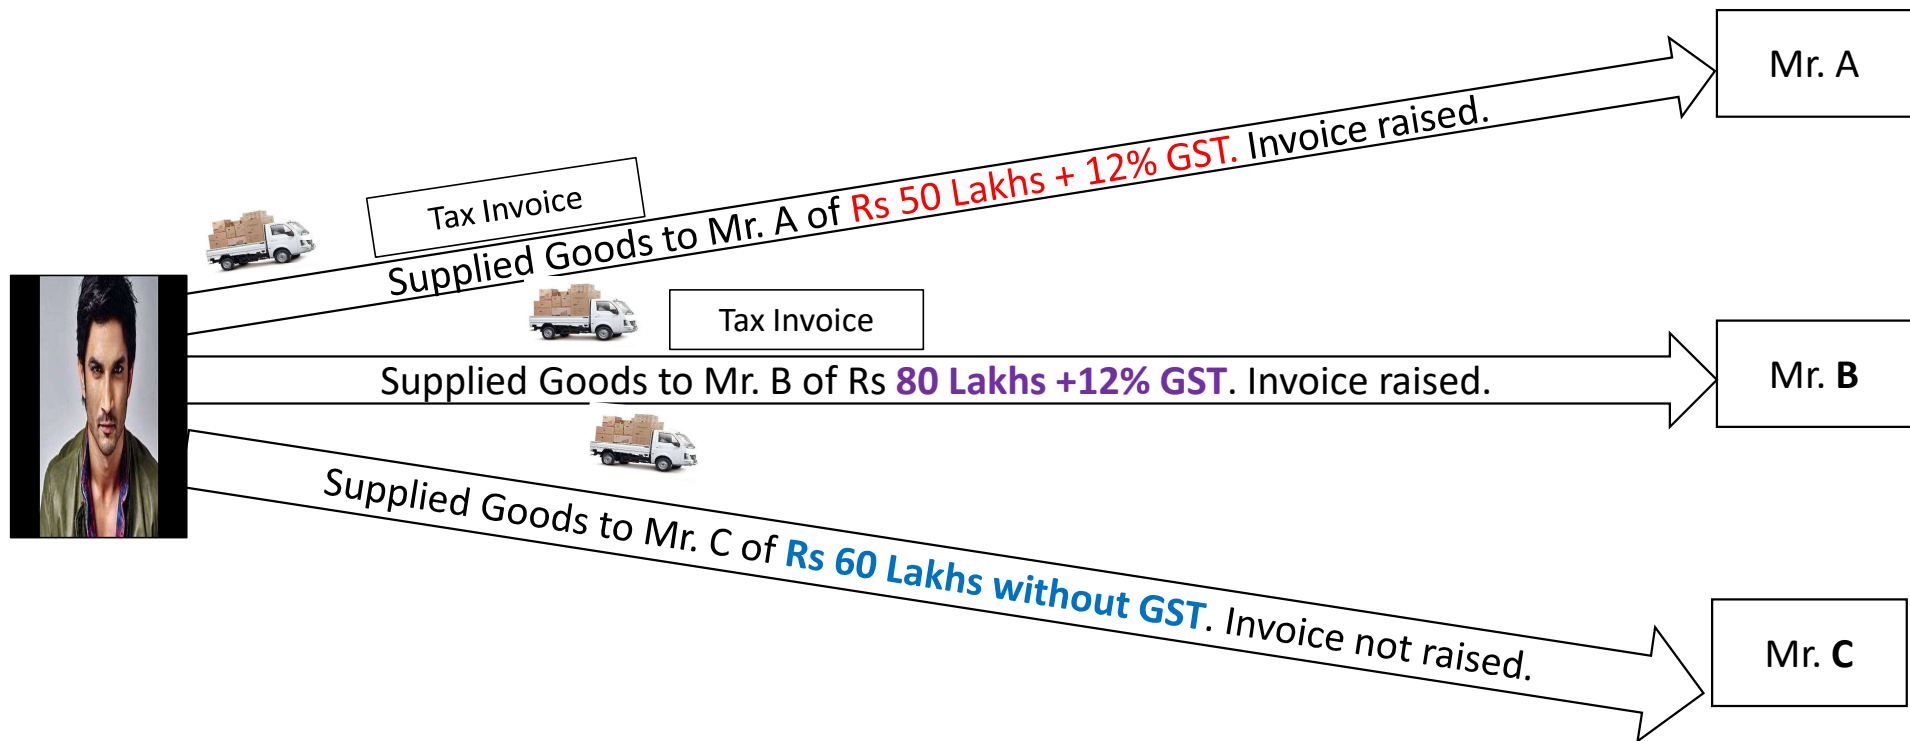 Mr. A
Tax Invoice
Supplied Goods to Mr. A of Rs 50 Lakhs + 12% GST. Invoice raised.
Tax Invoice
Supplied Goods to Mr. B of Rs 80 Lakhs +12% GST. Invoice raised.
Mr. B
Supplied Goods to Mr. C of Rs 60 Lakhs without GST. Invoice not raised.
Mr. C